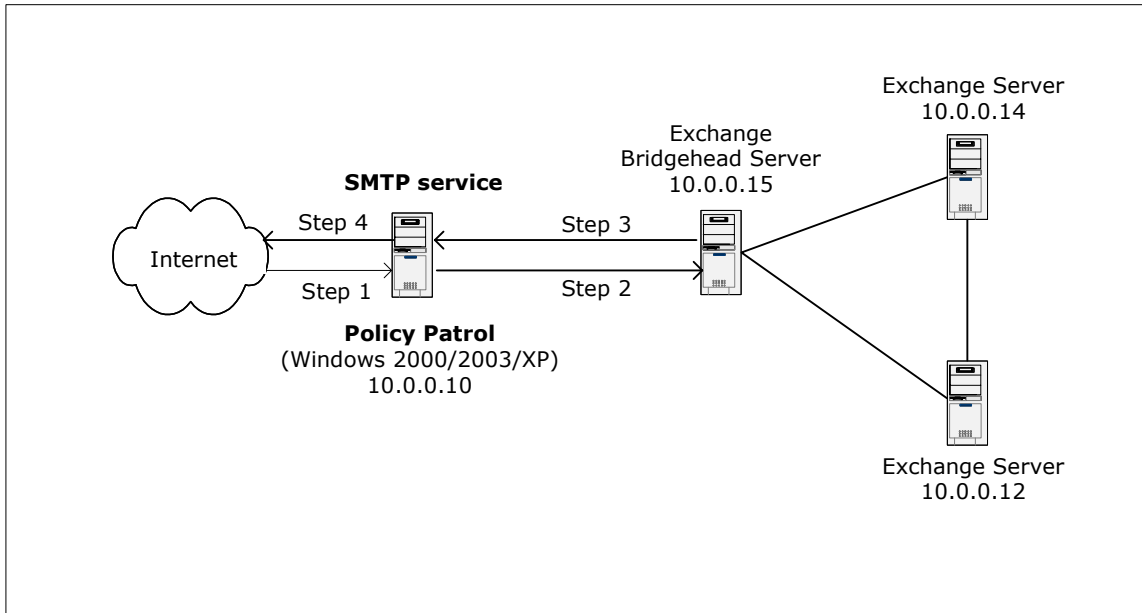 Exchange Server
10.0.0.14
Exchange
Bridgehead Server
10.0.0.15
SMTP service
Step 4
Step 3
Internet
Step 1
Step 2
Policy Patrol
(Windows 2000/2003/XP)
10.0.0.10
Exchange Server
10.0.0.12